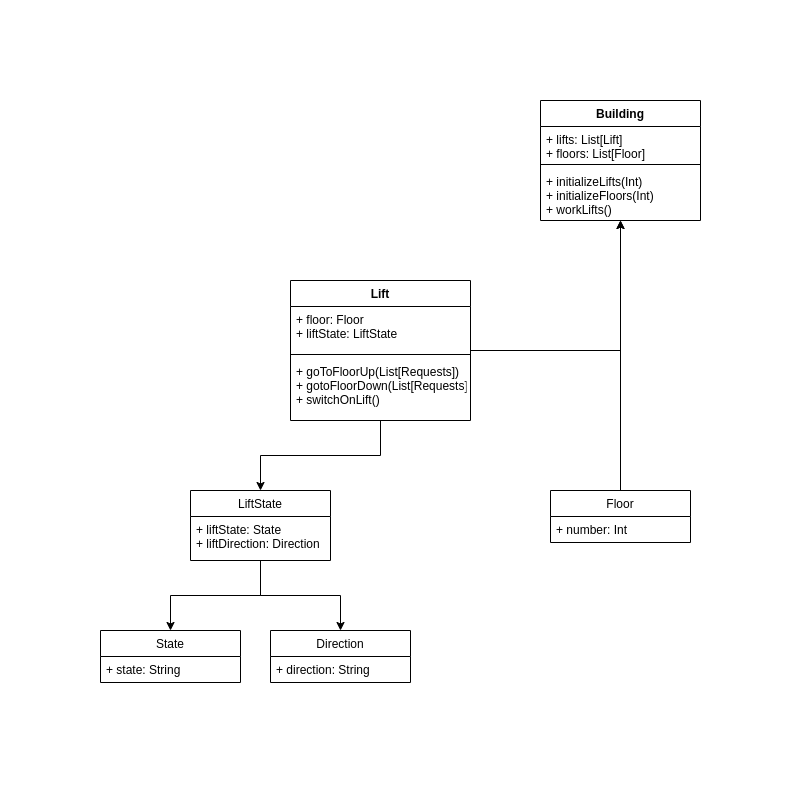 Building
+ lifts: List[Lift]
+ floors: List[Floor]
+ initializeLifts(Int)
+ initializeFloors(Int)
+ workLifts()
Lift
+ floor: Floor
+ liftState: LiftState
+ goToFloorUp(List[Requests])
+ gotoFloorDown(List[Requests]
+ switchOnLift()
LiftState
+ liftState: State
+ liftDirection: Direction
Floor
+ number: Int
State
+ state: String
Direction
+ direction: String